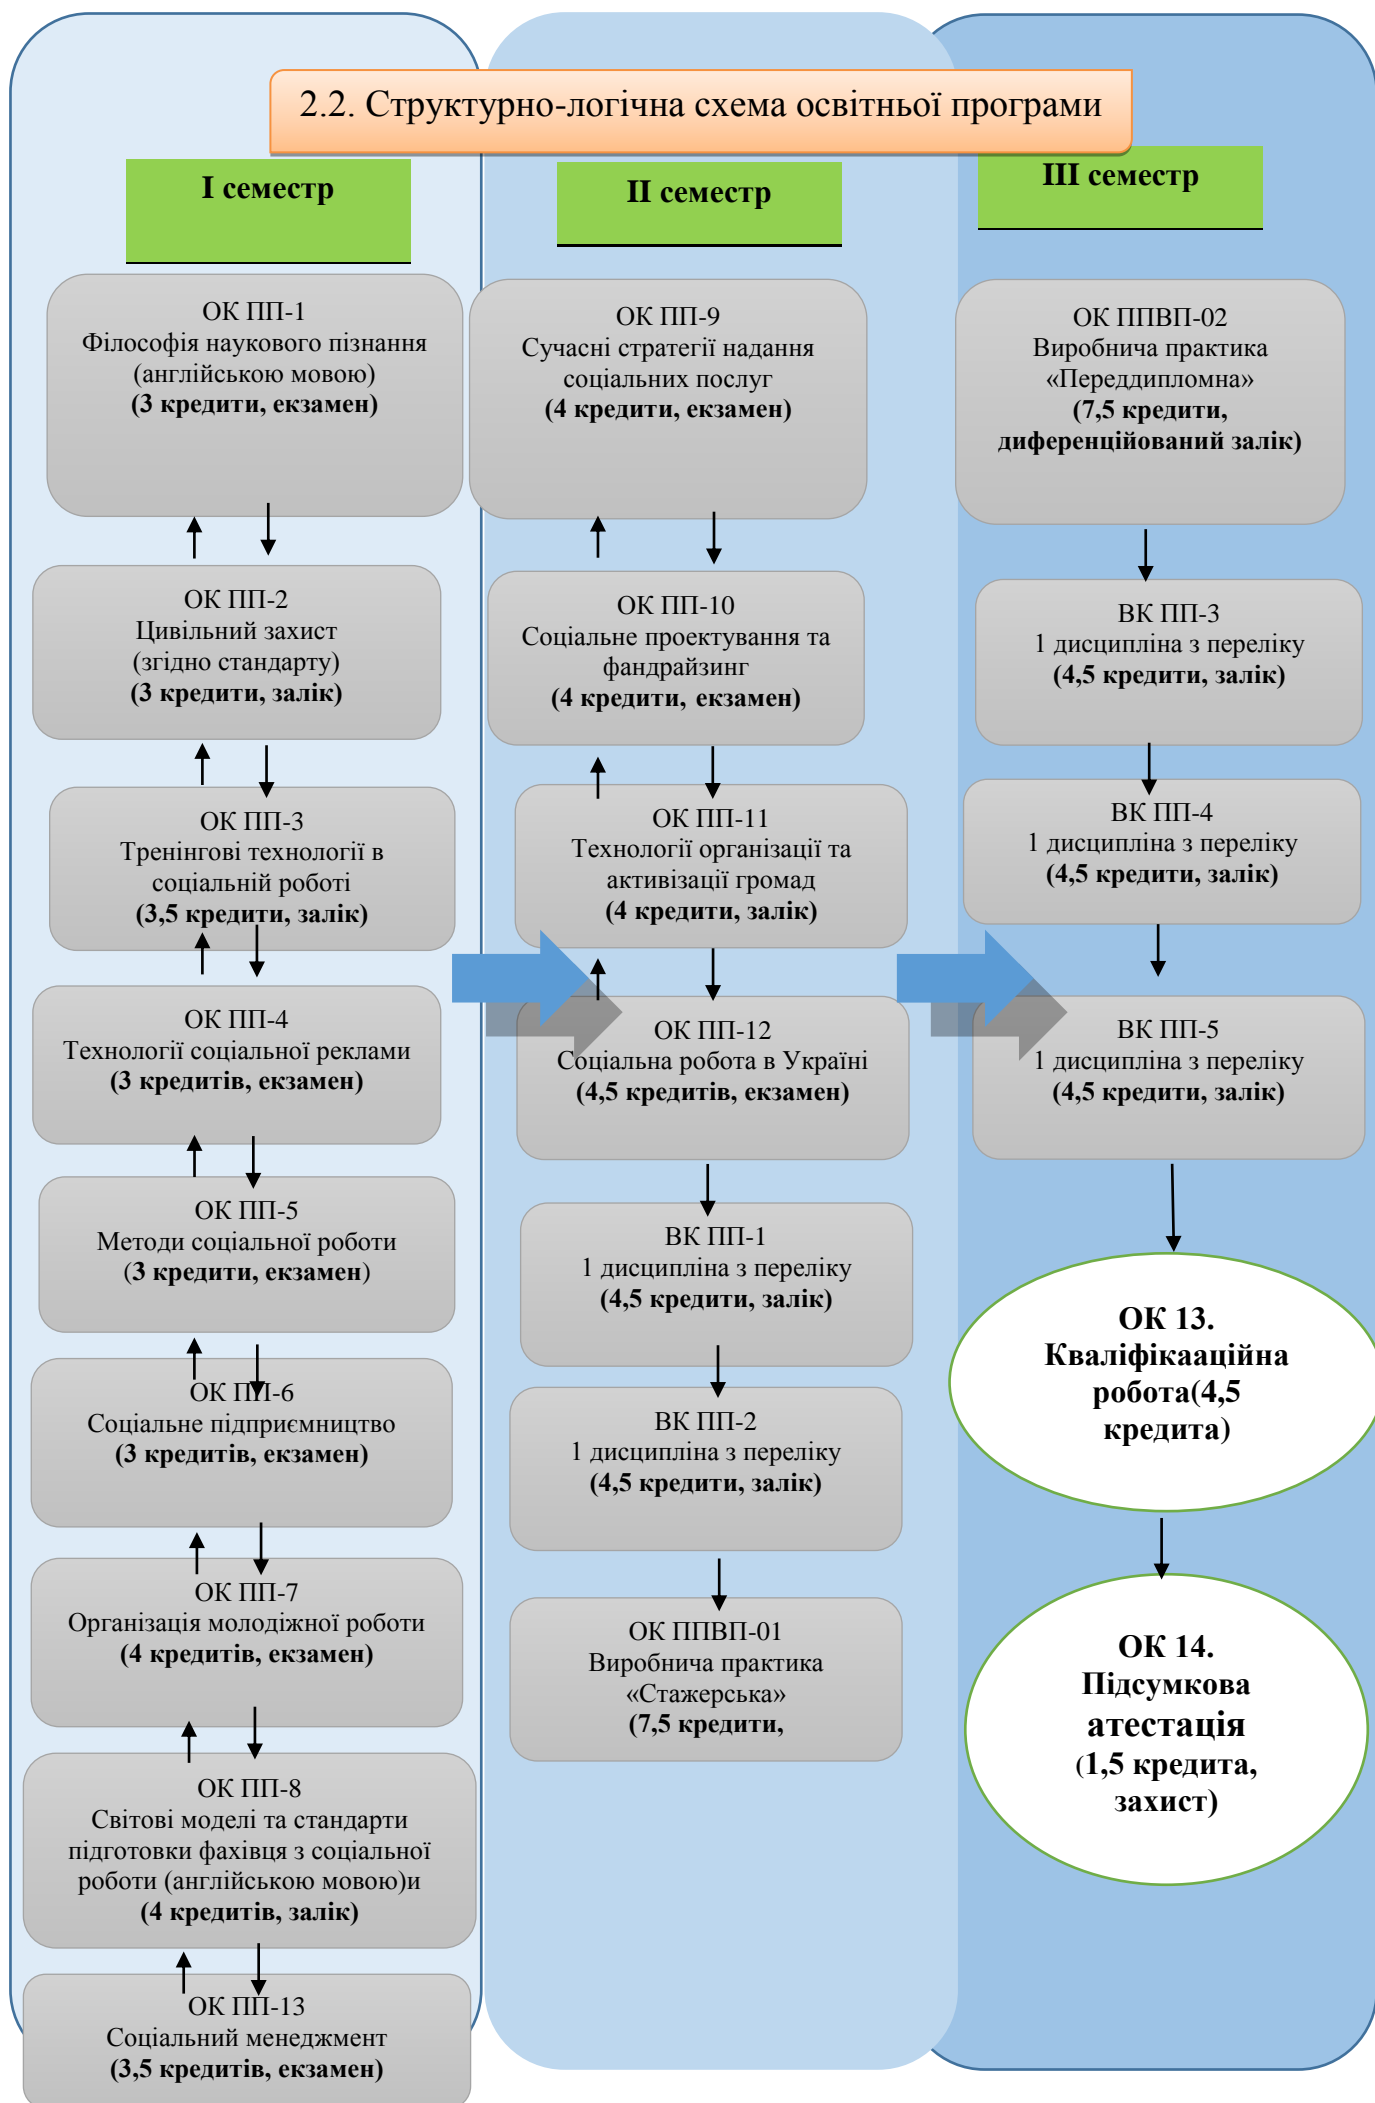 2.2. Структурно-логічна схема освітньої програми
І семестр
ОК ПП-1
Філософія наукового пізнання
(англійською мовою)
(3 кредити, екзамен)
ОК ПП-2
Цивільний захист
(згідно стандарту)
(3 кредити, залік)
ОК ПП-3
Тренінгові технології в
соціальній роботі
(3,5 кредити, залік)
ОК ПП-4
Технології соціальної реклами
(3 кредитів, екзамен)
ОК ПП-5
Методи соціальної роботи
(3 кредити, екзамен)
ОК ПП-6
Соціальне підприємництво
(3 кредитів, екзамен)
ОК ПП-7
Організація молодіжної роботи
(4 кредитів, екзамен)
ОК ПП-8
Світові моделі та стандарти
підготовки фахівця з соціальної
роботи (англійською мовою)и
(4 кредитів, залік)
ОК ПП-13
Соціальний менеджмент
(3,5 кредитів, екзамен)
ІІ семестр
ОК ПП-9
Сучасні стратегії надання
соціальних послуг
(4 кредити, екзамен)
ОК ПП-10
Соціальне проектування та
фандрайзинг
(4 кредити, екзамен)
ОК ПП-11
Технології організації та
активізації громад
(4 кредити, залік)
ОК ПП-12
Соціальна робота в Україні
(4,5 кредитів, екзамен)
ВК ПП-1
1 дисципліна з переліку
(4,5 кредити, залік)
ВК ПП-2
1 дисципліна з переліку
(4,5 кредити, залік)
ОК ППВП-01
Виробнича практика
«Стажерська»
(7,5 кредити,
ІІІ семестр
ОК ППВП-02
Виробнича практика
«Переддипломна»
(7,5 кредити,
диференційований залік)
ВК ПП-3
1 дисципліна з переліку
(4,5 кредити, залік)
ВК ПП-4
1 дисципліна з переліку
(4,5 кредити, залік)
ВК ПП-5
1 дисципліна з переліку
(4,5 кредити, залік)
ОК 13.
Кваліфікааційна
робота(4,5
кредита)
ОК 14.
Підсумкова
атестація
(1,5 кредита,
захист)